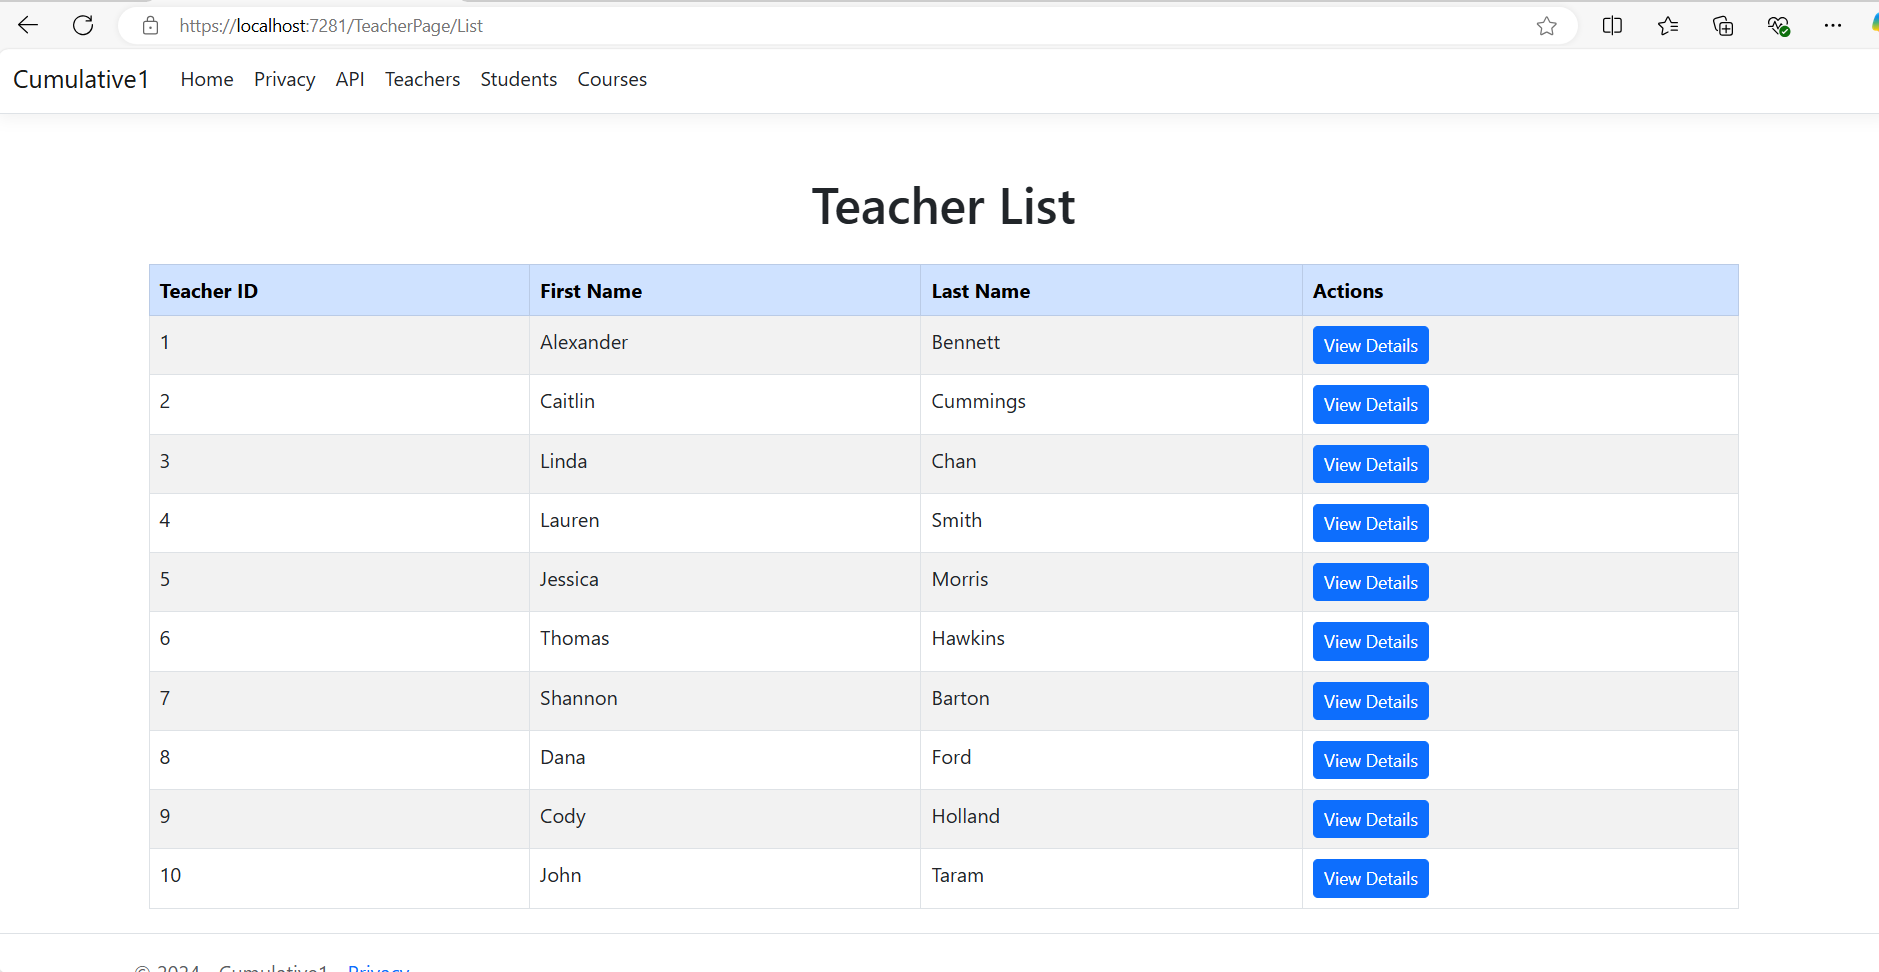 https://localhost:7281/TeacherPage/List
Cumulative1 Home Privacy API Teachers Students Courses
Teacher List
Teacher ID First Name Last Name Actions
1 Alexander Bennett View Details
2 Caitlin Cummings View Details
3 Linda Chan View Details
4 Lauren Smith View Details
5 Jessica Morris View Details
6 Thomas Hawkins View Details
7 Shannon Barton View Details
8 Dana Ford View Details
9 Cody Holland View Details
10 John Taram View Details
© 2024 - Cumulative1 - Privacy